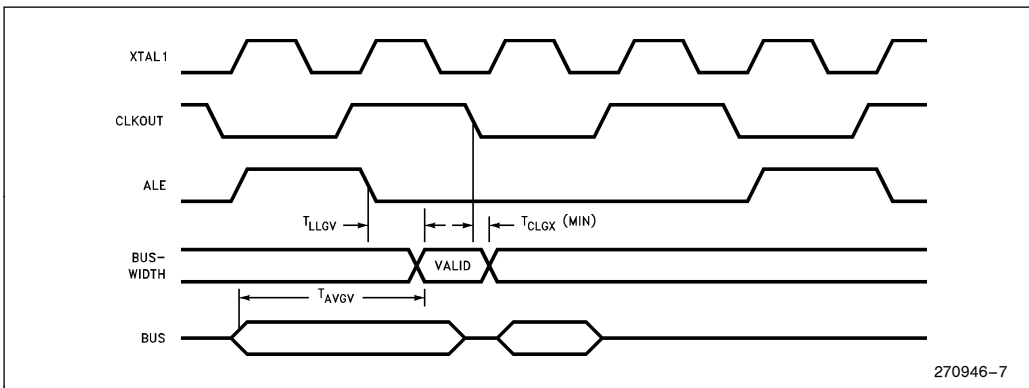 XTAL1
CLKOUT
ALE
TLLGV
TCLGX (MIN)
BUS-
WIDTH
VALID
TAVGV
BUS
270946–7